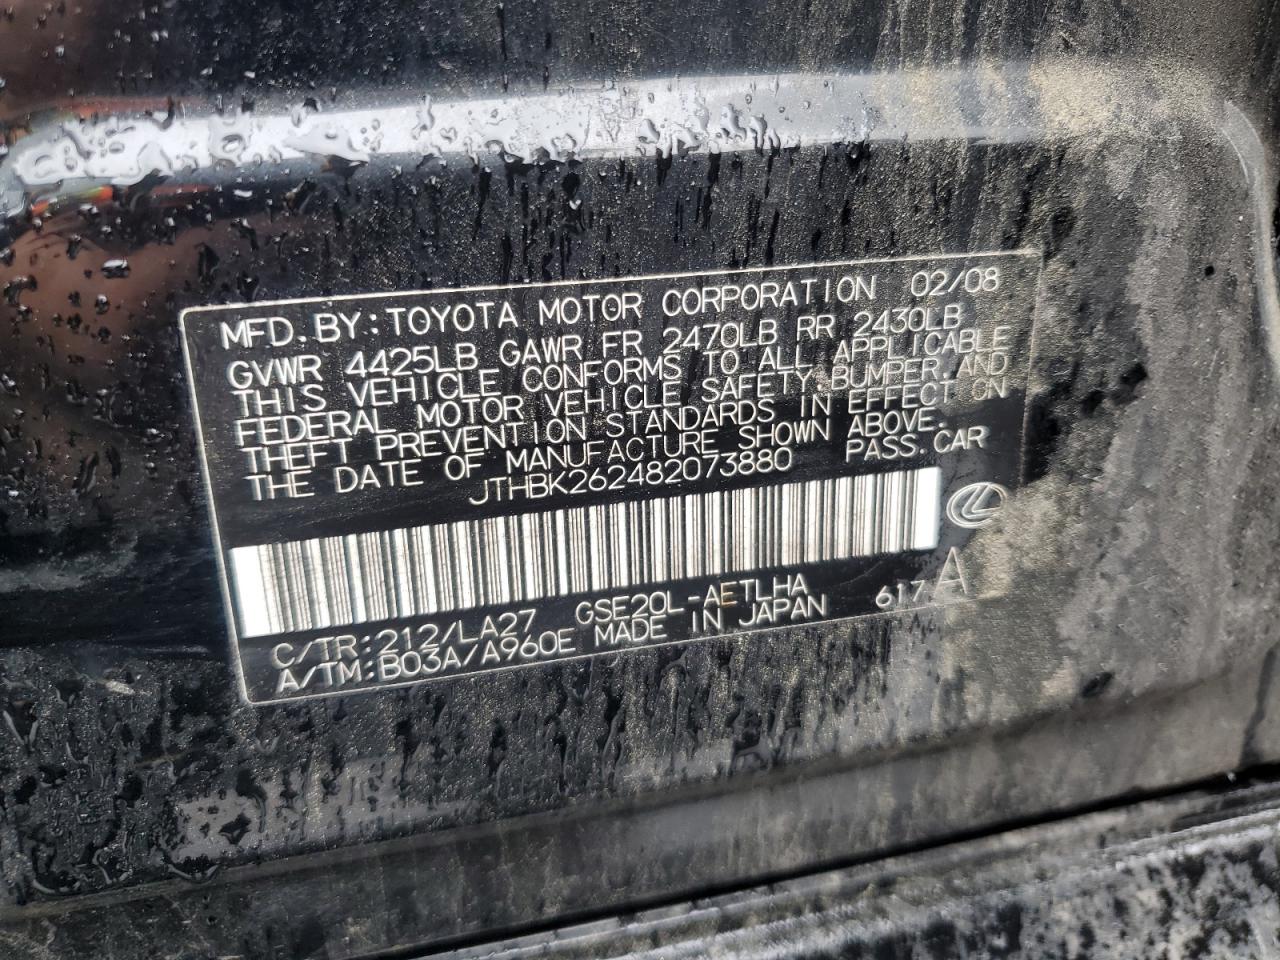 MFD. BY: TOYOTA MOTOR CORPORATION 02/08
GVWR 4425LB GAWR FR 2470LB RR 2430LB
THIS VEHICLE CONFORMS TO ALL APPLICABLE
FEDERAL MOTOR VEHICLE SAFETY, BUMPER, AND
THEFT PREVENTION STANDARDS IN EFFECT ON
THE DATE OF MANUFACTURE SHOWN ABOVE.
JTHBK262482073880 PASS. CAR
C/TR:212/LA27 GSE20L-AETLHA
A/TM:B03A/A960E MADE IN JAPAN 617 A